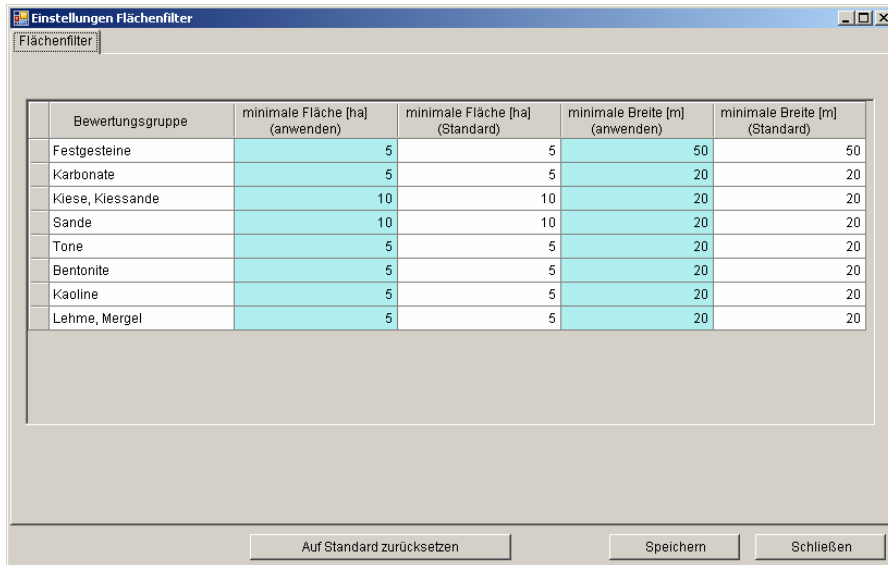 Einstellungen Flächenfilter
Flächenfilter
Bewertungsgruppe minimale Fläche [ha] (anwenden) minimale Fläche [ha] (Standard) minimale Breite [m] (anwenden) minimale Breite [m] (Standard)
Festgesteine 5 5 50 50
Karbonate 5 5 20 20
Kiese, Kiessande 10 10 20 20
Sande 10 10 20 20
Tone 5 5 20 20
Bentonite 5 5 20 20
Kaoline 5 5 20 20
Lehme, Mergel 5 5 20 20
Auf Standard zurücksetzen Speichern Schließen